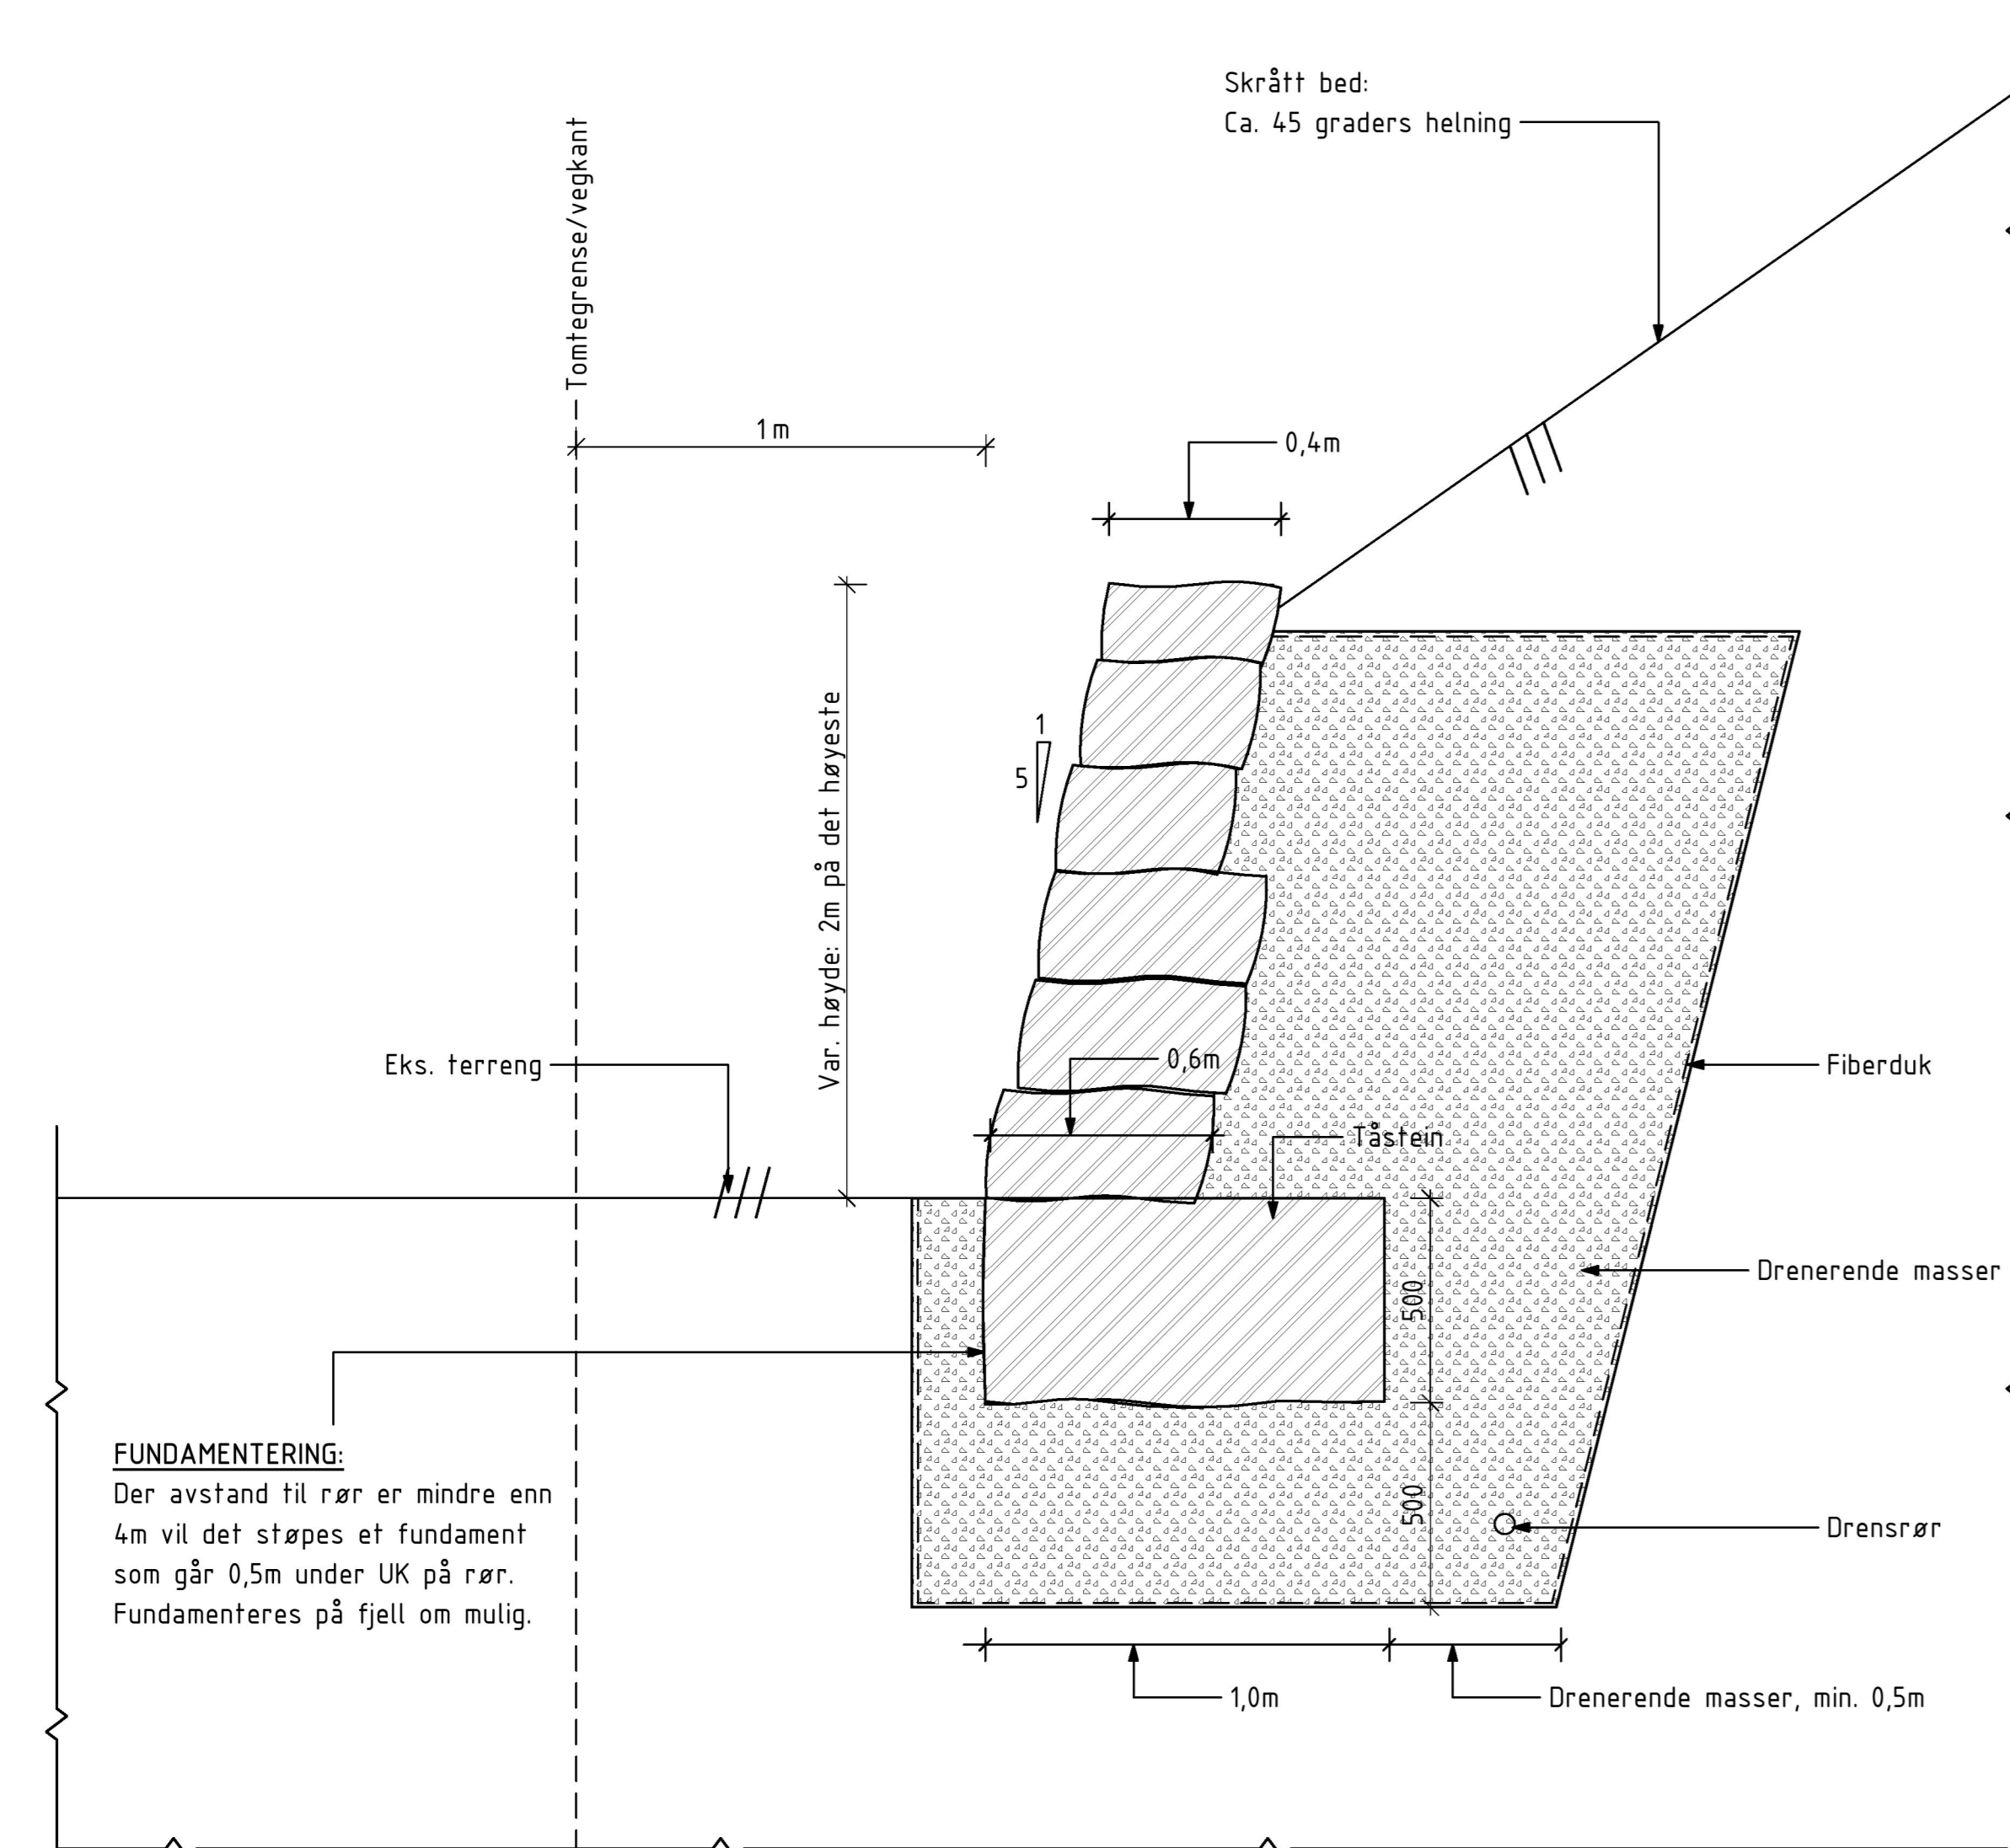 Skrått bed:
Ca. 45 graders helning
Tomtegrense/vegkant
1m
0,4m
1
5
Var. høyde: 2m på det høyeste
0,6m
Eks. terreng
Fiberduk
Tåstein
Drenerende masser
500
500
FUNDAMENTERING:
Der avstand til rør er mindre enn
4m vil det støpes et fundament
som går 0,5m under UK på rør.
Fundamenteres på fjell om mulig.
Drensrør
1,0m
Drenerende masser, min. 0,5m